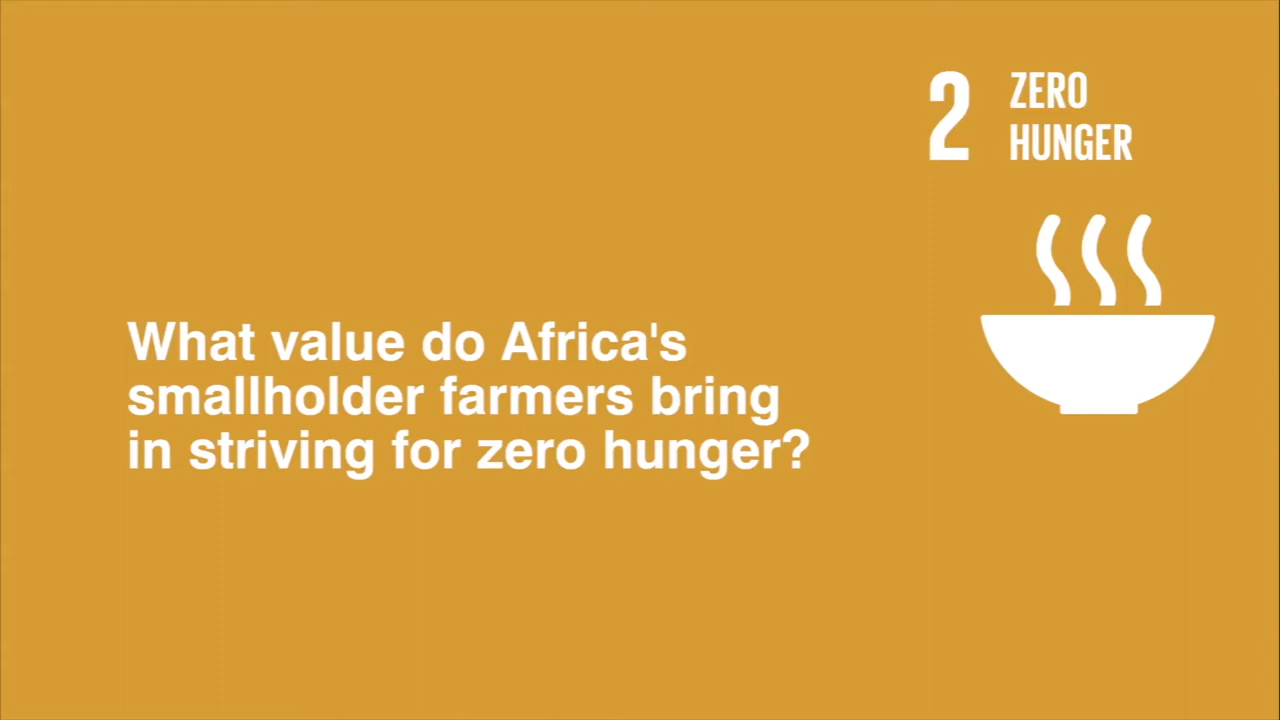 2 ZERO
HUNGER
What value do Africa's
smallholder farmers bring
in striving for zero hunger?